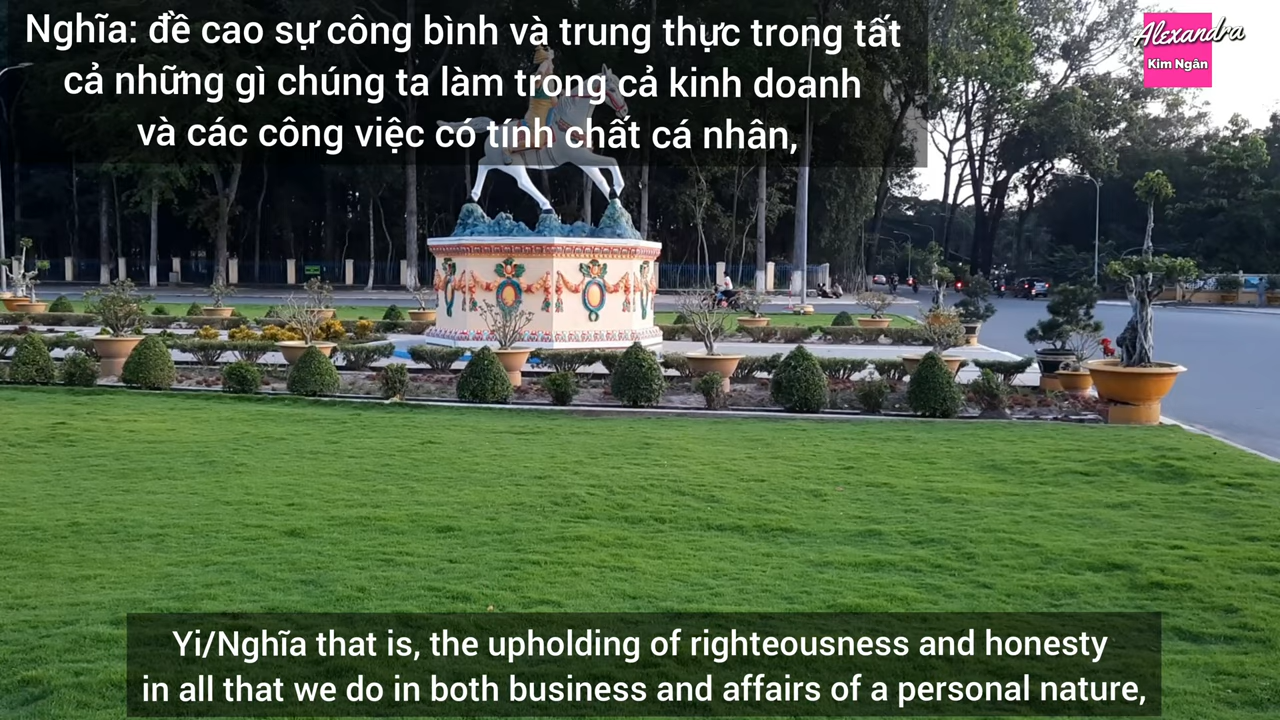 Nghĩa: đề cao sự công bình và trung thực trong tất
cả những gì chúng ta làm trong cả kinh doanh
và các công việc có tính chất cá nhân,
Alexandra
Kim Ngân
Yi/Nghĩa that is, the upholding of righteousness and honesty
in all that we do in both business and affairs of a personal nature,